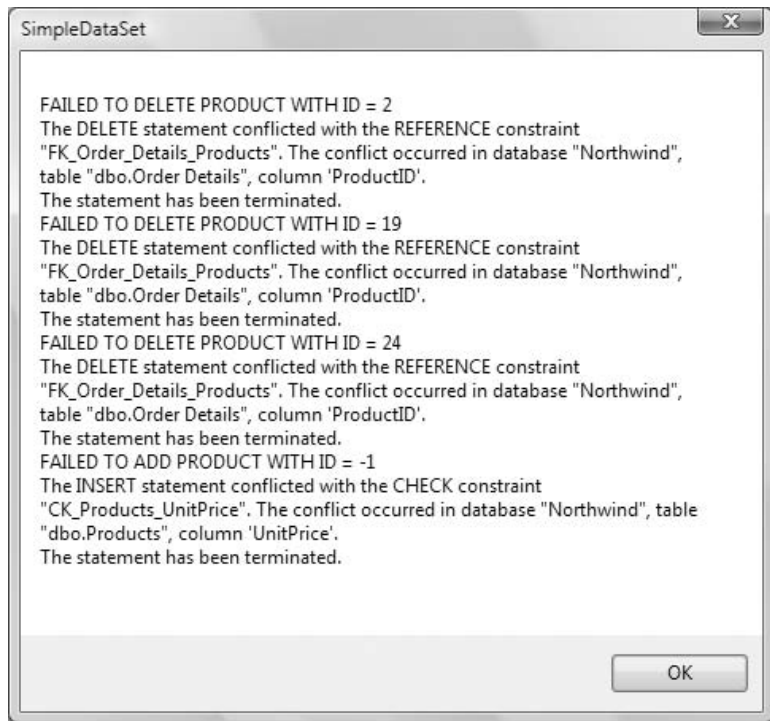 SimpleDataSet
FAILED TO DELETE PRODUCT WITH ID = 2
The DELETE statement conflicted with the REFERENCE constraint
"FK_Order_Details_Products". The conflict occurred in database "Northwind",
table "dbo.Order Details", column 'ProductID'.
The statement has been terminated.
FAILED TO DELETE PRODUCT WITH ID = 19
The DELETE statement conflicted with the REFERENCE constraint
"FK_Order_Details_Products". The conflict occurred in database "Northwind",
table "dbo.Order Details", column 'ProductID'.
The statement has been terminated.
FAILED TO DELETE PRODUCT WITH ID = 24
The DELETE statement conflicted with the REFERENCE constraint
"FK_Order_Details_Products". The conflict occurred in database "Northwind",
table "dbo.Order Details", column 'ProductID'.
The statement has been terminated.
FAILED TO ADD PRODUCT WITH ID = -1
The INSERT statement conflicted with the CHECK constraint
"CK_Products_UnitPrice". The conflict occurred in database "Northwind", table
"dbo.Products", column 'UnitPrice'.
The statement has been terminated.
OK